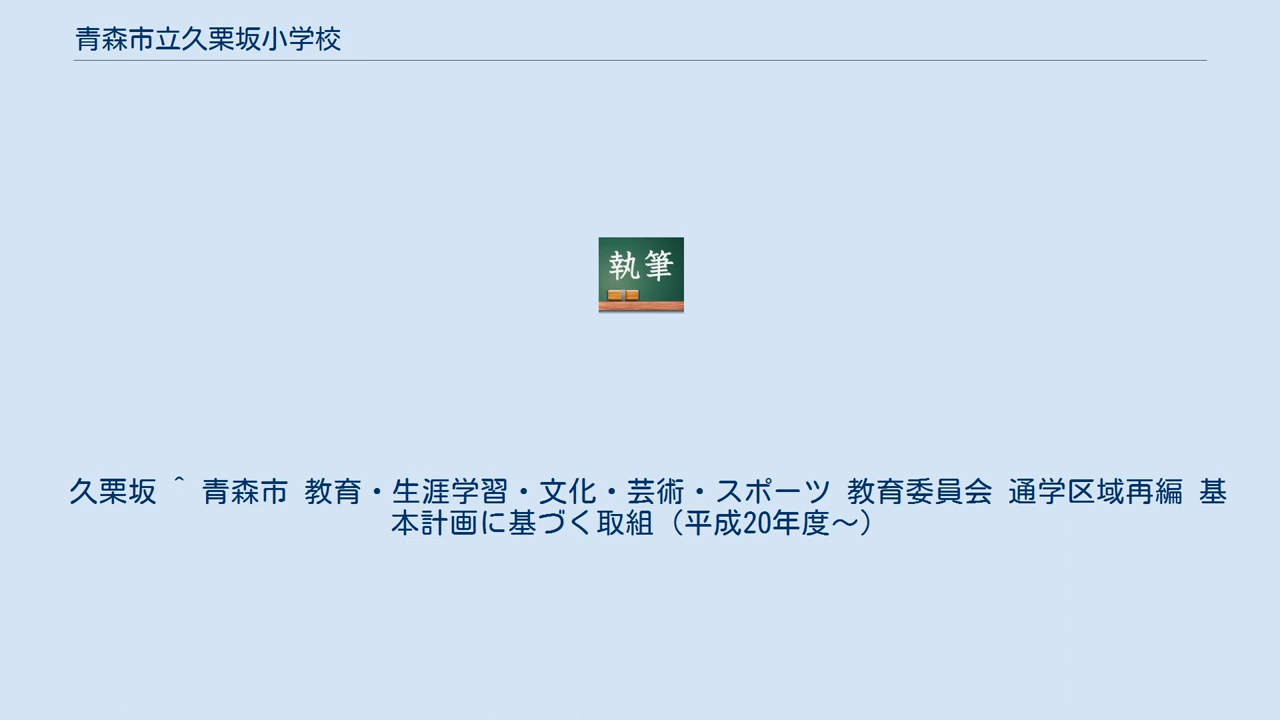 青森市立久栗坂小学校
執筆
久栗坂 ^ 青森市 教育・生涯学習・文化・芸術・スポーツ 教育委員会 通学区域再編 基
本計画に基づく取組（平成20年度～）